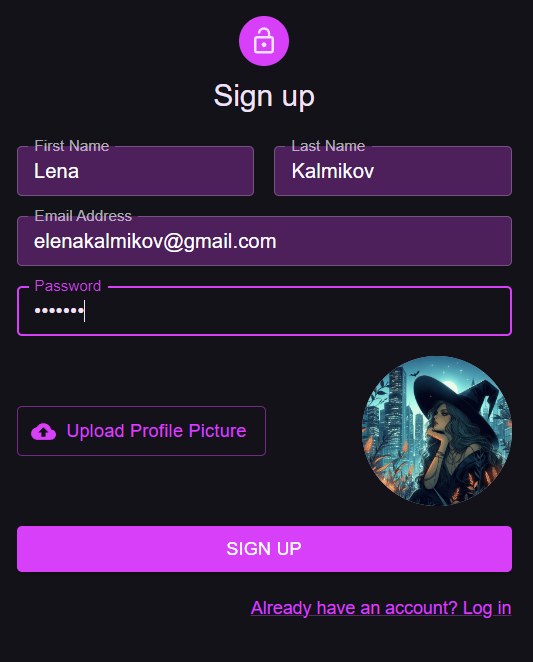 Sign up
First Name
Last Name
Lena
Kalmikov
Email Address
elenakalmikov@gmail.com
Password
•••••••
Upload Profile Picture
SIGN UP
Already have an account? Log in